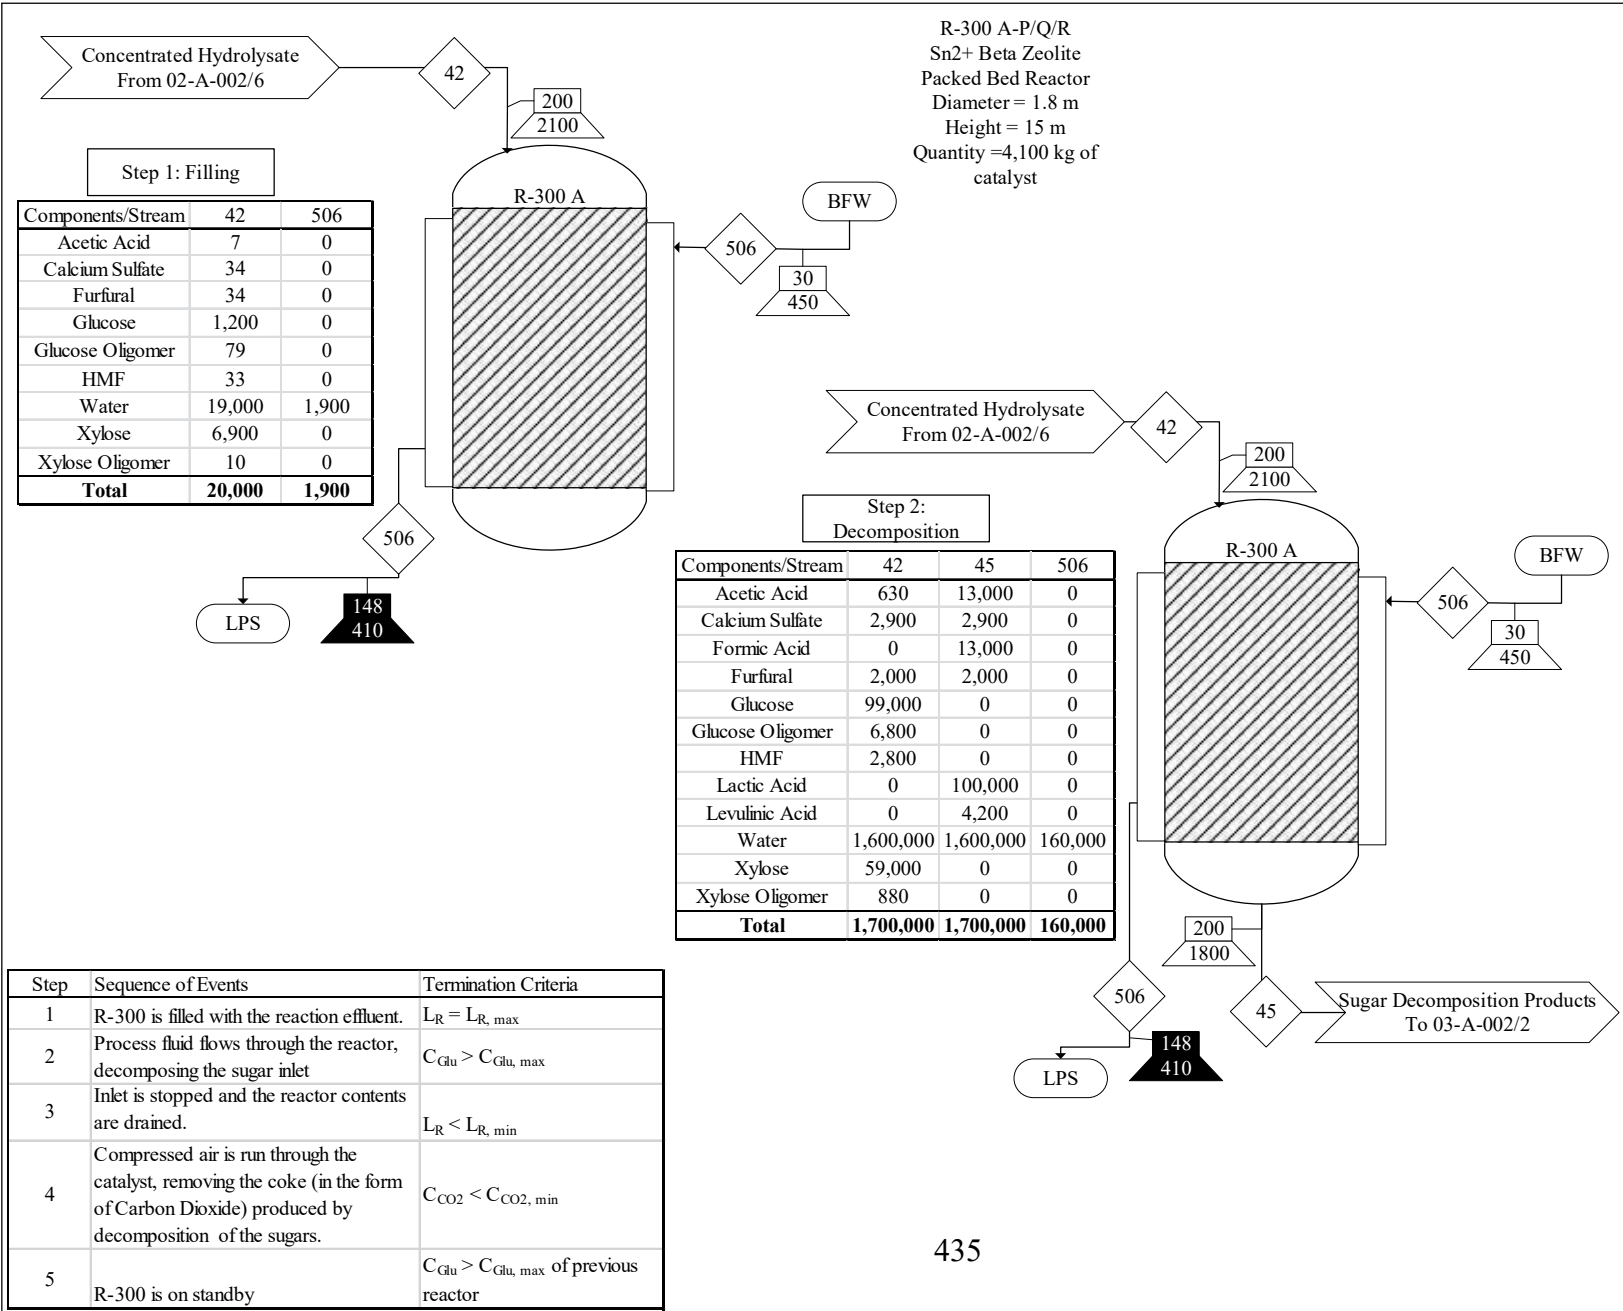 Concentrated Hydrolysate
From 02-A-002/6
42
200
2100
R-300 A-P/Q/R
Sn2+ Beta Zeolite
Packed Bed Reactor
Diameter = 1.8 m
Height = 15 m
Quantity =4,100 kg of
catalyst
Step 1: Filling
Components/Stream 42 506
Acetic Acid 7 0
Calcium Sulfate 34 0
Furfural 34 0
Glucose 1,200 0
Glucose Oligomer 79 0
HMF 33 0
Water 19,000 1,900
Xylose 6,900 0
Xylose Oligomer 10 0
Total 20,000 1,900
R-300 A
BFW
506
30
450
506
LPS
148
410
Concentrated Hydrolysate
From 02-A-002/6
42
200
2100
Step 2:
Decomposition
Components/Stream 42 45 506
Acetic Acid 630 13,000 0
Calcium Sulfate 2,900 2,900 0
Formic Acid 0 13,000 0
Furfural 2,000 2,000 0
Glucose 99,000 0 0
Glucose Oligomer 6,800 0 0
HMF 2,800 0 0
Lactic Acid 0 100,000 0
Levulinic Acid 0 4,200 0
Water 1,600,000 1,600,000 160,000
Xylose 59,000 0 0
Xylose Oligomer 880 0 0
Total 1,700,000 1,700,000 160,000
R-300 A
BFW
506
30
450
200
1800
506
45
Sugar Decomposition Products
To 03-A-002/2
148
410
LPS
Step Sequence of Events Termination Criteria
1 R-300 is filled with the reaction effluent. L_R = L_R, max
2 Process fluid flows through the reactor,
decomposing the sugar inlet C_Glu > C_Glu, max
3 Inlet is stopped and the reactor contents
are drained. L_R < L_R, min
4 Compressed air is run through the
catalyst, removing the coke (in the form
of Carbon Dioxide) produced by
decomposition of the sugars. C_CO2 < C_CO2, min
5 R-300 is on standby C_Glu > C_Glu, max of previous
reactor
435